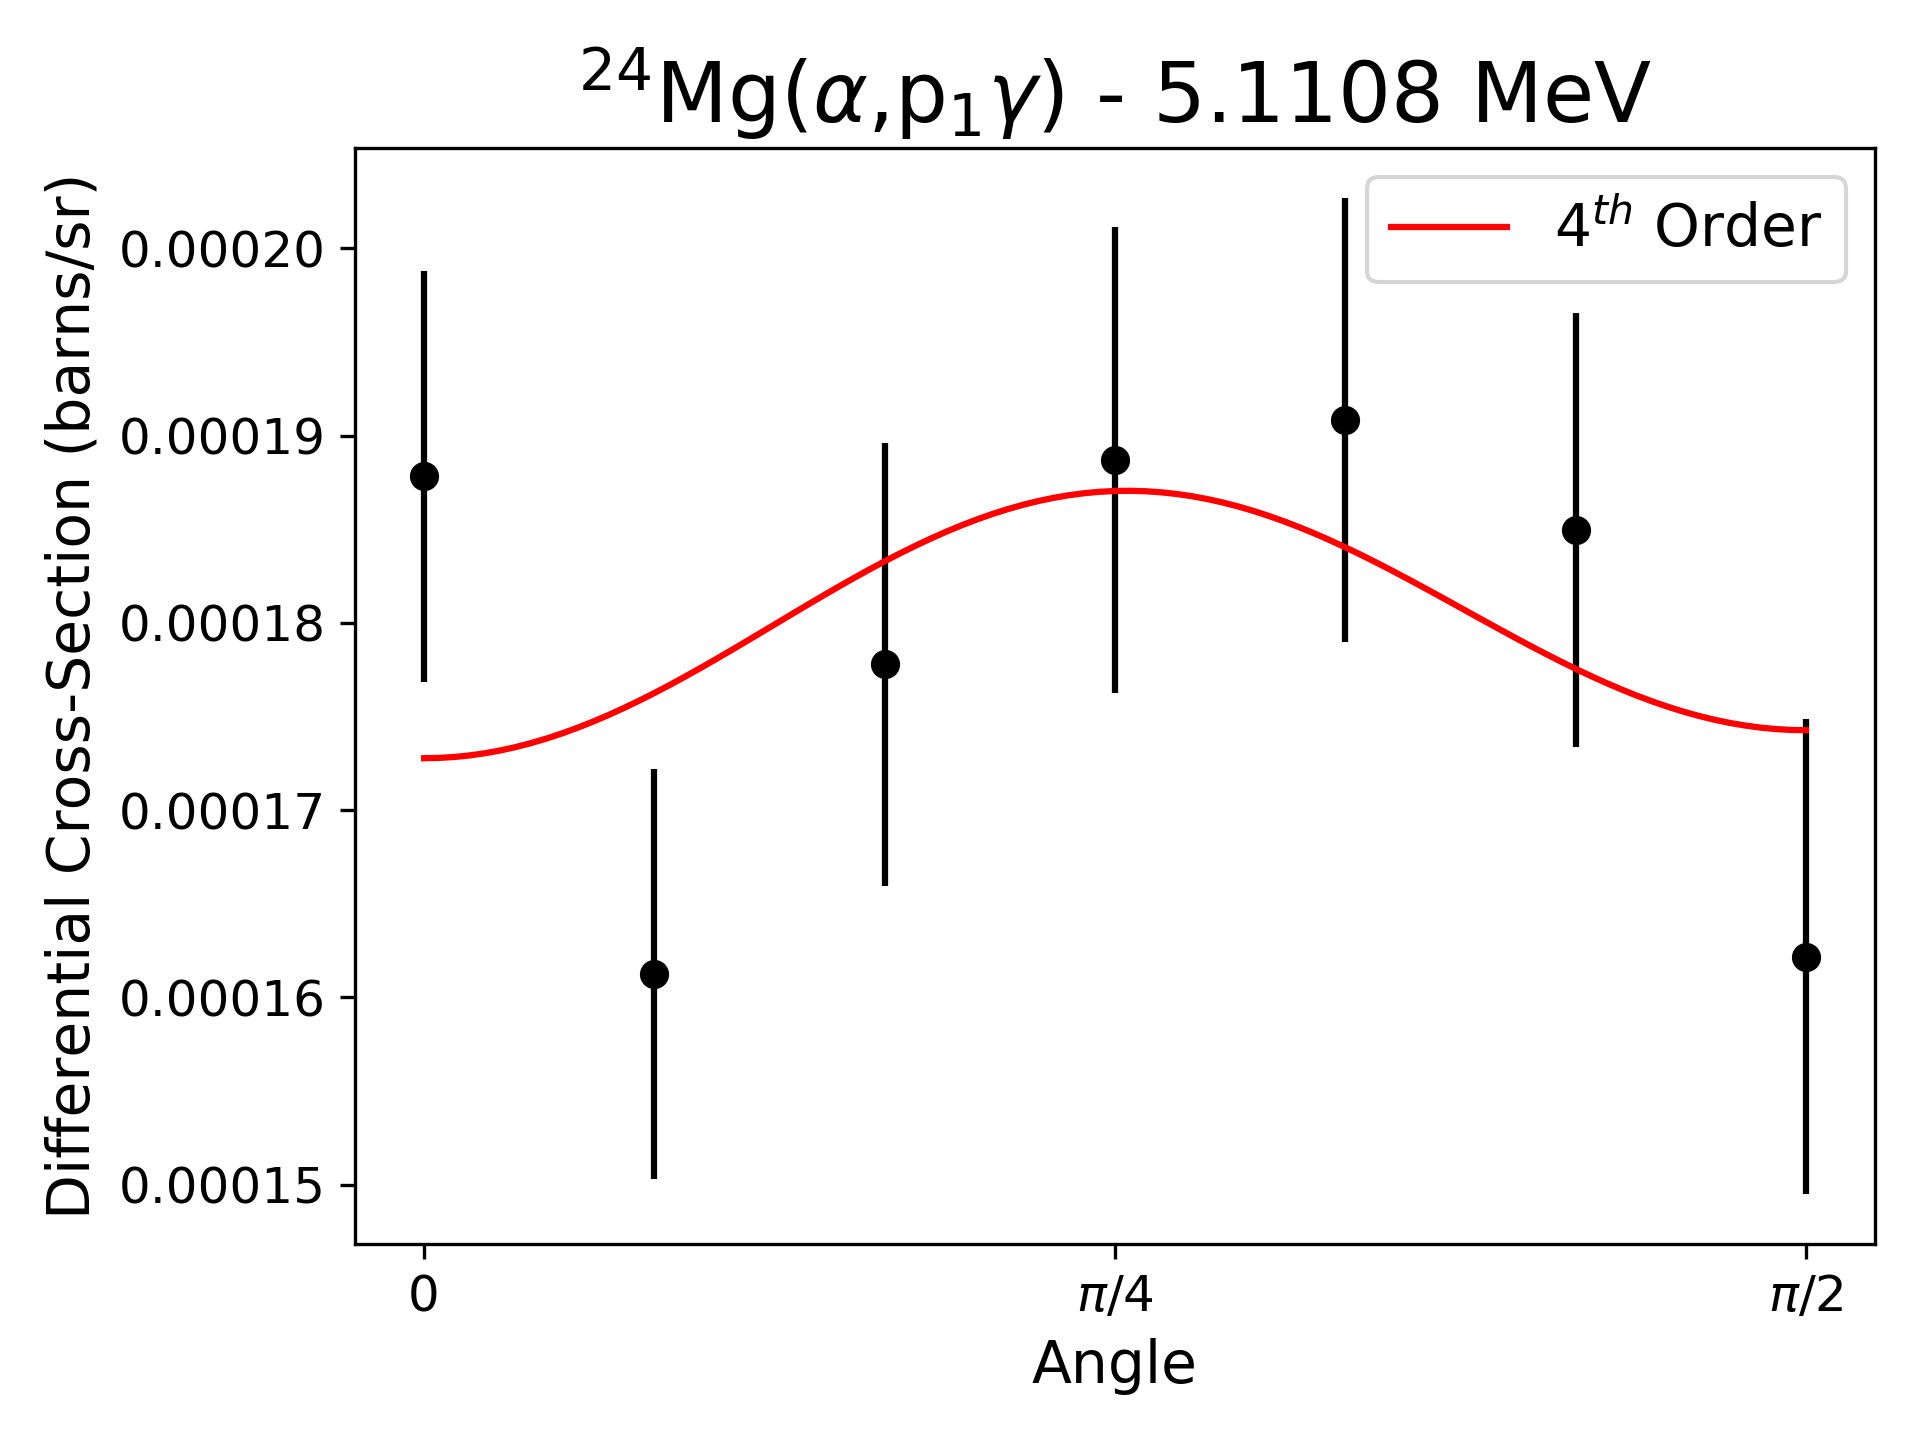 ²⁴Mg(α,p₁γ) - 5.1108 MeV
4ᵗʰ Order
Differential Cross-Section (barns/sr)
0.00020
0.00019
0.00018
0.00017
0.00016
0.00015
0 π/4 π/2
Angle